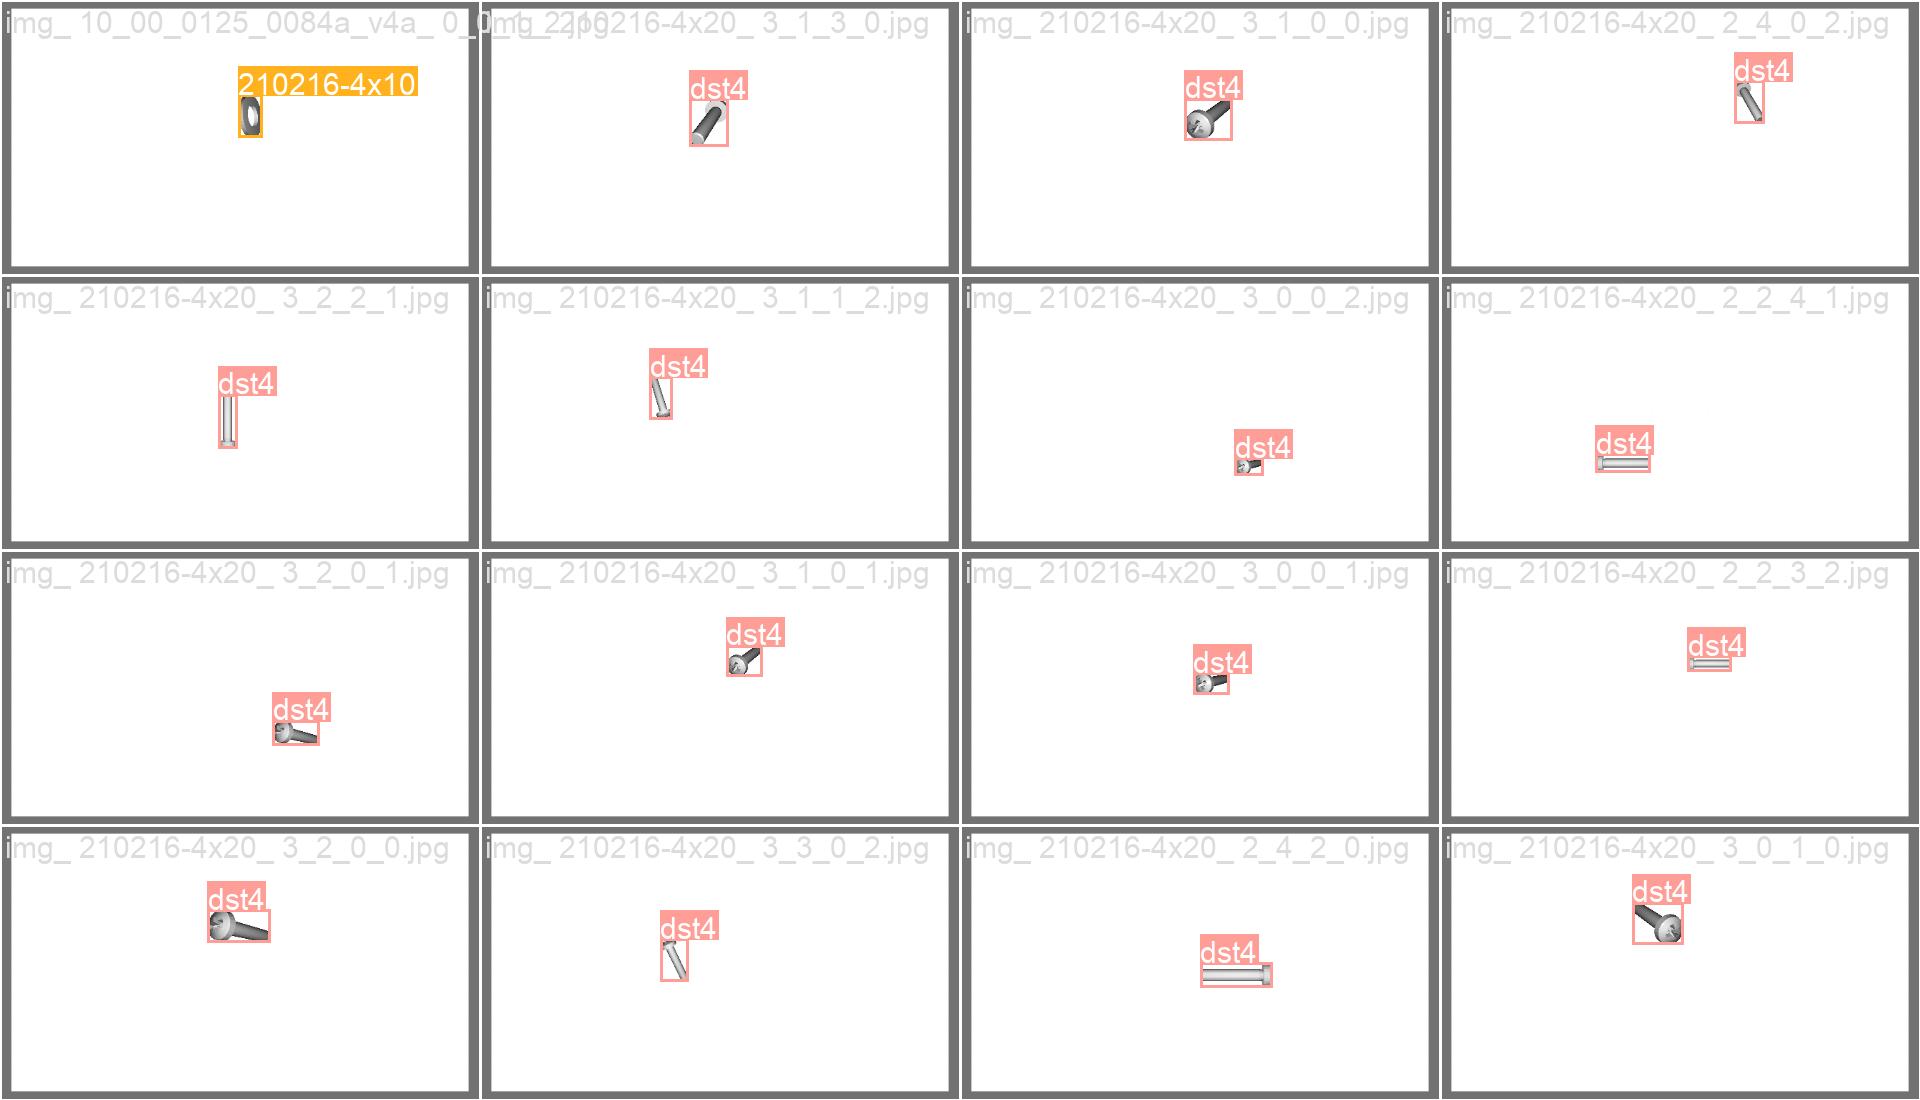 img_ 10_00_0125_0084a_v4a_ 0_0_1_2.jpg
210216-4x10
img_ 210216-4x20_ 3_1_3_0.jpg
dst4
img_ 210216-4x20_ 3_1_0_0.jpg
dst4
img_ 210216-4x20_ 2_4_0_2.jpg
dst4
img_ 210216-4x20_ 3_2_2_1.jpg
dst4
img_ 210216-4x20_ 3_1_1_2.jpg
dst4
img_ 210216-4x20_ 3_0_0_2.jpg
dst4
img_ 210216-4x20_ 2_2_4_1.jpg
dst4
img_ 210216-4x20_ 3_2_0_1.jpg
dst4
img_ 210216-4x20_ 3_1_0_1.jpg
dst4
img_ 210216-4x20_ 3_0_0_1.jpg
dst4
img_ 210216-4x20_ 2_2_3_2.jpg
dst4
img_ 210216-4x20_ 3_2_0_0.jpg
dst4
img_ 210216-4x20_ 3_3_0_2.jpg
dst4
img_ 210216-4x20_ 2_4_2_0.jpg
dst4
img_ 210216-4x20_ 3_0_1_0.jpg
dst4